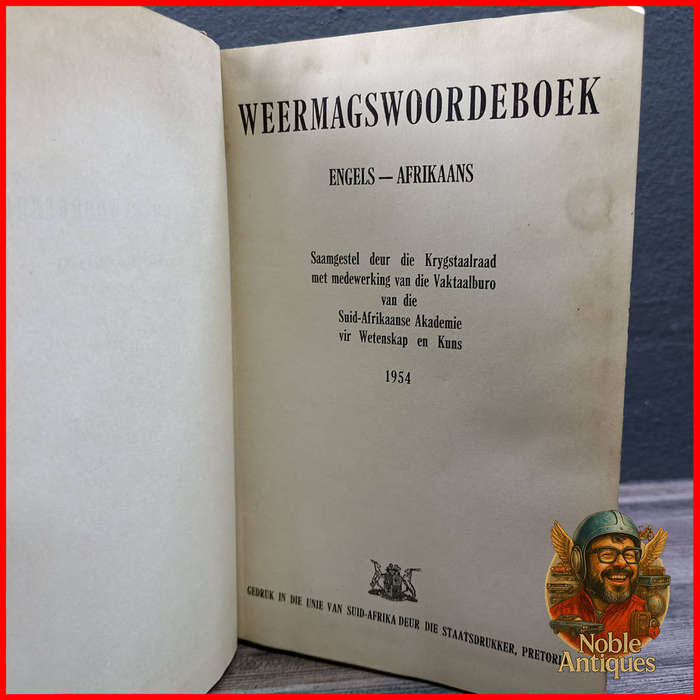 WEERMAGSWOORDEBOEK
ENGELS — AFRIKAANS
Saamgestel deur die Krygstaalraad
met medewerking van die Vaktaalburo
van die
Suid-Afrikaanse Akademie
vir Wetenskap en Kuns
1954
GEDRUK IN DIE UNIE VAN SUID-AFRIKA DEUR DIE STAATSDRUKKER,
Noble
Antiques